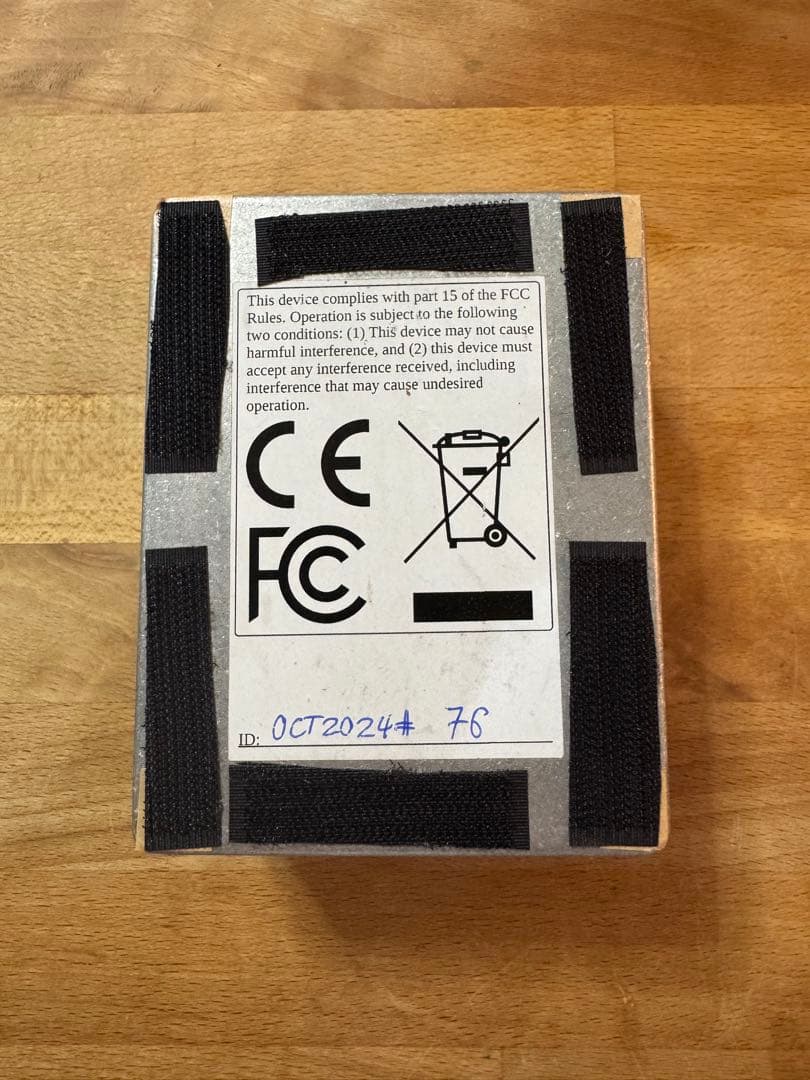 This device complies with part 15 of the FCC
Rules. Operation is subject to the following
two conditions: (1) This device may not cause
harmful interference, and (2) this device must
accept any interference received, including
interference that may cause undesired
operation.
CE
FC
ID: OCT2024# 76